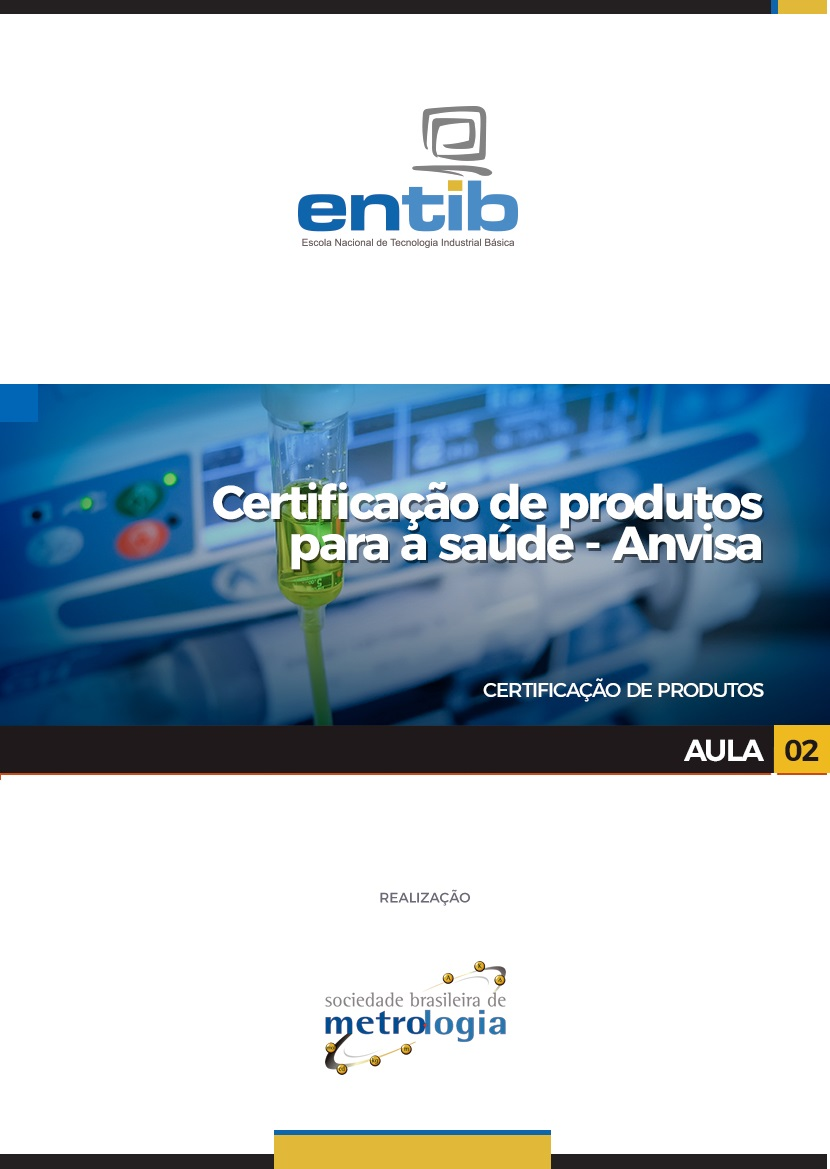 entib
Escola Nacional de Tecnologia Industrial Básica
Certificação de produtos
para a saúde - Anvisa
CERTIFICAÇÃO DE PRODUTOS
AULA 02
REALIZAÇÃO
sociedade brasileira de
metrologia